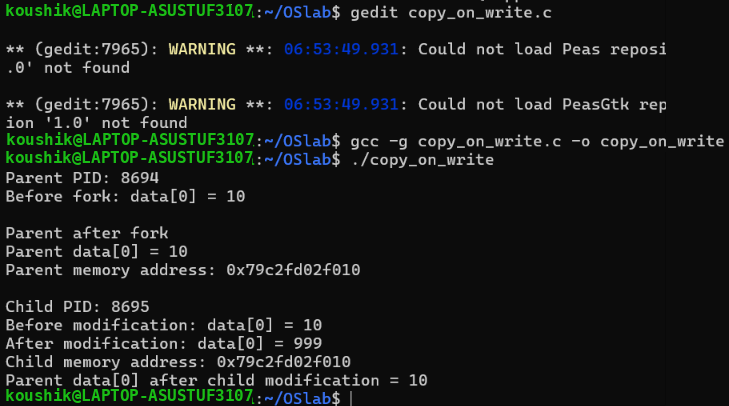 koushik@LAPTOP-ASUSTUF3107:~/OSlab$ gedit copy_on_write.c
** (gedit:7965): WARNING **: 06:53:49.931: Could not load Peas reposi
.0' not found
** (gedit:7965): WARNING **: 06:53:49.931: Could not load PeasGtk rep
ion '1.0' not found
koushik@LAPTOP-ASUSTUF3107:~/OSlab$ gcc -g copy_on_write.c -o copy_on_write
koushik@LAPTOP-ASUSTUF3107:~/OSlab$ ./copy_on_write
Parent PID: 8694
Before fork: data[0] = 10
Parent after fork
Parent data[0] = 10
Parent memory address: 0x79c2fd02f010
Child PID: 8695
Before modification: data[0] = 10
After modification: data[0] = 999
Child memory address: 0x79c2fd02f010
Parent data[0] after child modification = 10
koushik@LAPTOP-ASUSTUF3107:~/OSlab$